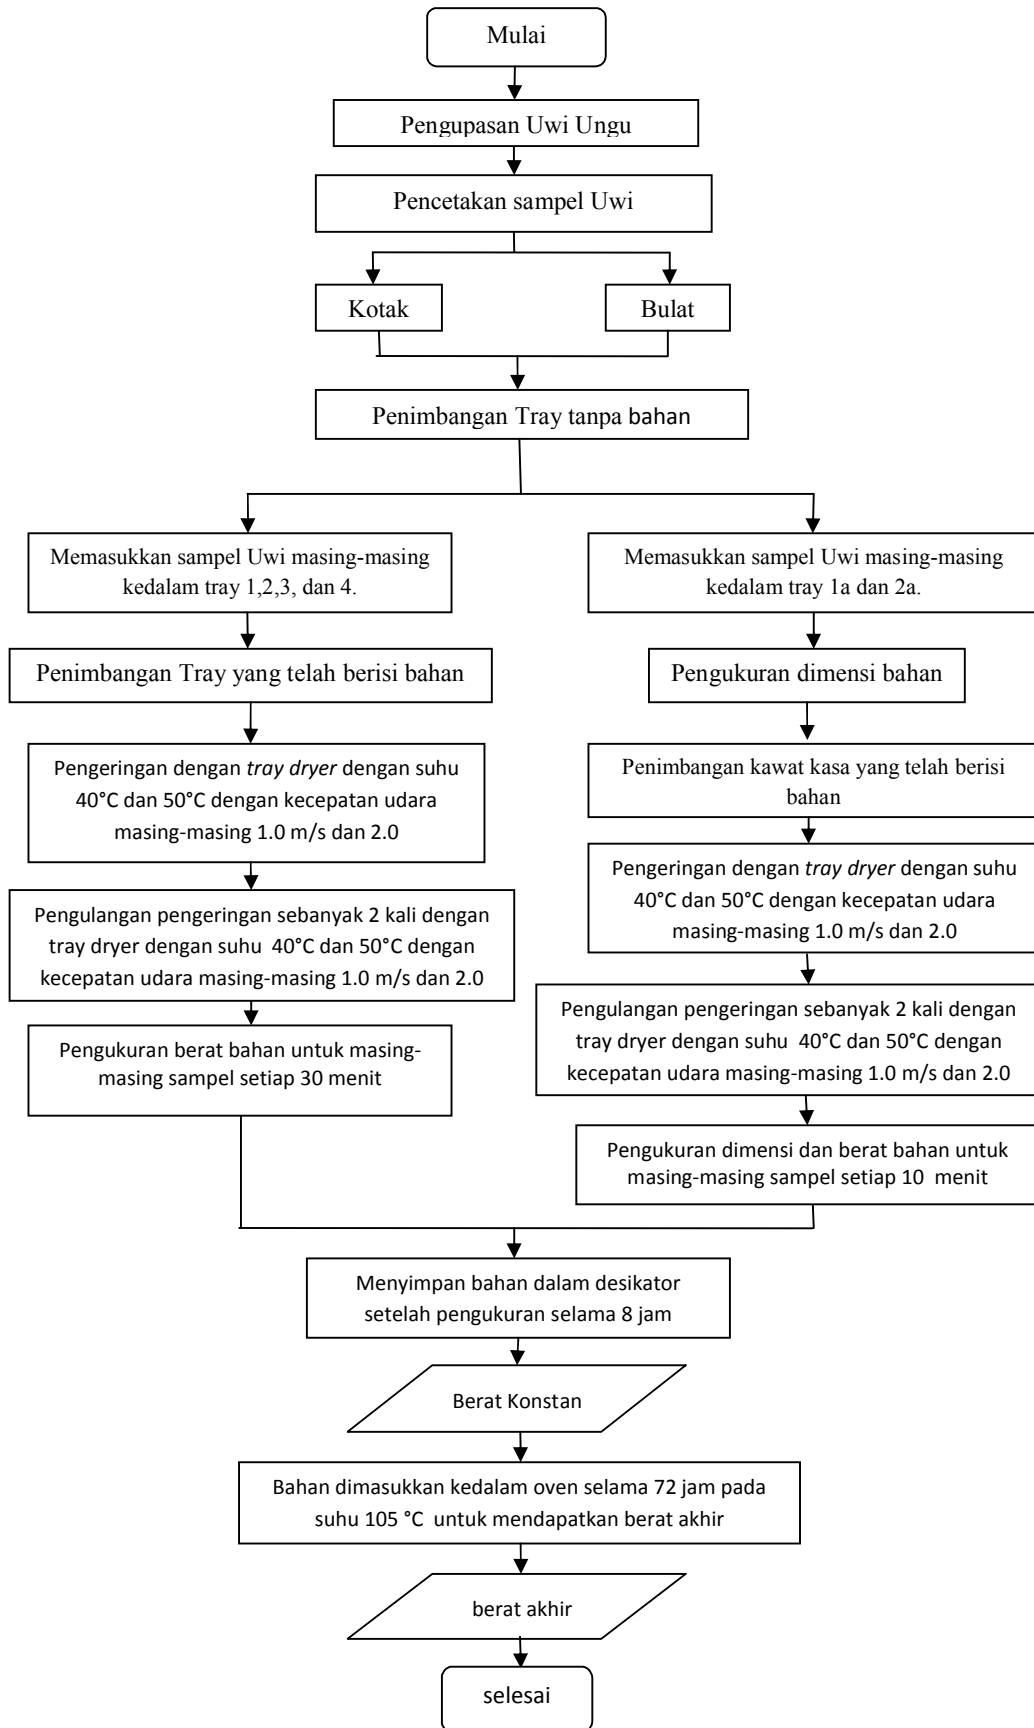 Mulai
Pengupasan Uwi Ungu
Pencetakan sampel Uwi
Kotak
Bulat
Penimbangan Tray tanpa bahan
Memasukkan sampel Uwi masing-masing
kedalam tray 1,2,3, dan 4.
Penimbangan Tray yang telah berisi bahan
Pengeringan dengan tray dryer dengan suhu
40°C dan 50°C dengan kecepatan udara
masing-masing 1.0 m/s dan 2.0
Pengulangan pengeringan sebanyak 2 kali dengan
tray dryer dengan suhu 40°C dan 50°C dengan
kecepatan udara masing-masing 1.0 m/s dan 2.0
Pengukuran berat bahan untuk masing-
masing sampel setiap 30 menit
Memasukkan sampel Uwi masing-masing
kedalam tray 1a dan 2a.
Pengukuran dimensi bahan
Penimbangan kawat kasa yang telah berisi
bahan
Pengeringan dengan tray dryer dengan suhu
40°C dan 50°C dengan kecepatan udara
masing-masing 1.0 m/s dan 2.0
Pengulangan pengeringan sebanyak 2 kali dengan
tray dryer dengan suhu 40°C dan 50°C dengan
kecepatan udara masing-masing 1.0 m/s dan 2.0
Pengukuran dimensi dan berat bahan untuk
masing-masing sampel setiap 10 menit
Menyimpan bahan dalam desikator
setelah pengukuran selama 8 jam
Berat Konstan
Bahan dimasukkan kedalam oven selama 72 jam pada
suhu 105 °C untuk mendapatkan berat akhir
berat akhir
selesai